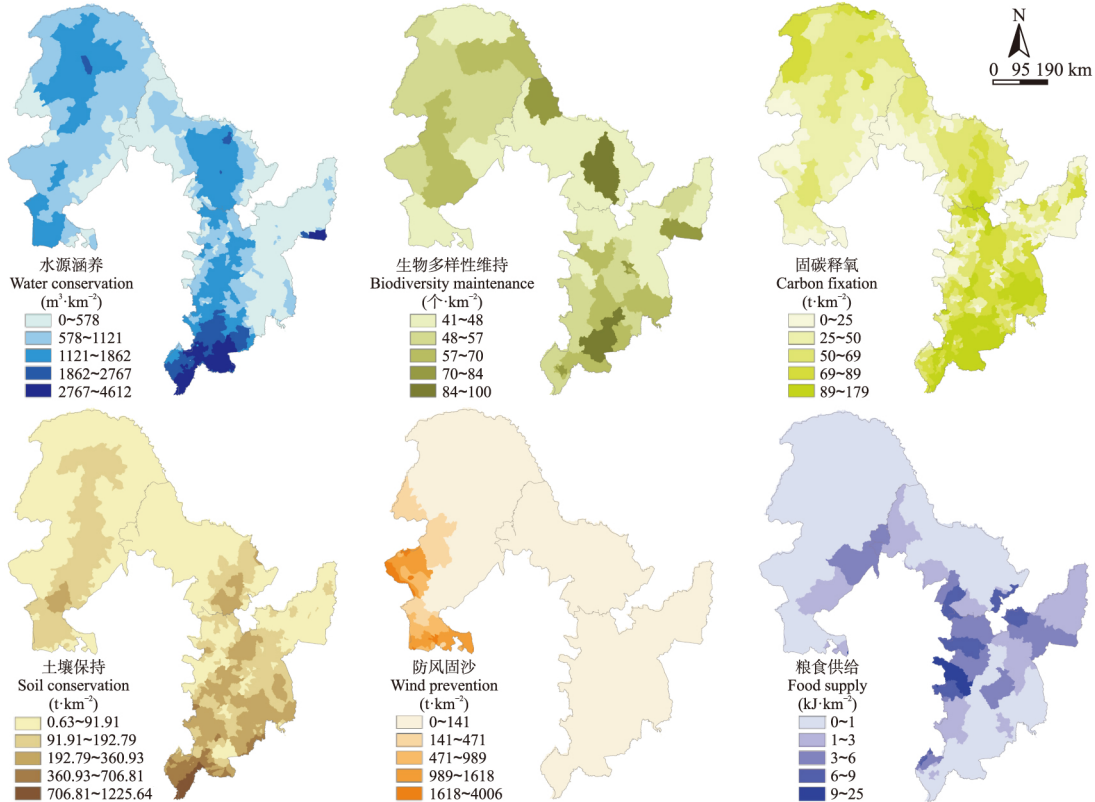 N
0 95 190 km
水源涵养
Water conservation
(m³·km⁻²)
0~578
578~1121
1121~1862
1862~2767
2767~4612
生物多样性维持
Biodiversity maintenance
(个·km⁻²)
41~48
48~57
57~70
70~84
84~100
固碳释氧
Carbon fixation
(t·km⁻²)
0~25
25~50
50~69
69~89
89~179
土壤保持
Soil conservation
(t·km⁻²)
0.63~91.91
91.91~192.79
192.79~360.93
360.93~706.81
706.81~1225.64
防风固沙
Wind prevention
(t·km⁻²)
0~141
141~471
471~989
989~1618
1618~4006
粮食供给
Food supply
(kJ·km⁻²)
0~1
1~3
3~6
6~9
9~25